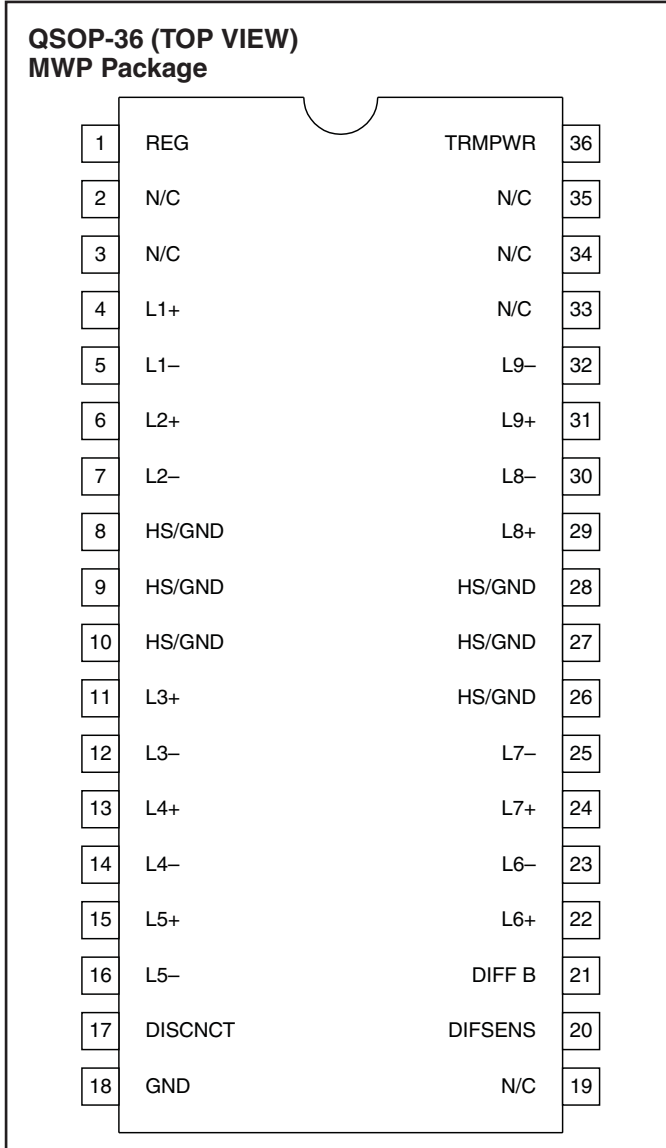 QSOP-36 (TOP VIEW)
MWP Package
1 REG TRMPWR 36
2 N/C N/C 35
3 N/C N/C 34
4 L1+ N/C 33
5 L1– L9– 32
6 L2+ L9+ 31
7 L2– L8– 30
8 HS/GND L8+ 29
9 HS/GND HS/GND 28
10 HS/GND HS/GND 27
11 L3+ HS/GND 26
12 L3– L7– 25
13 L4+ L7+ 24
14 L4– L6– 23
15 L5+ L6+ 22
16 L5– DIFF B 21
17 DISCNCT DIFSENS 20
18 GND N/C 19